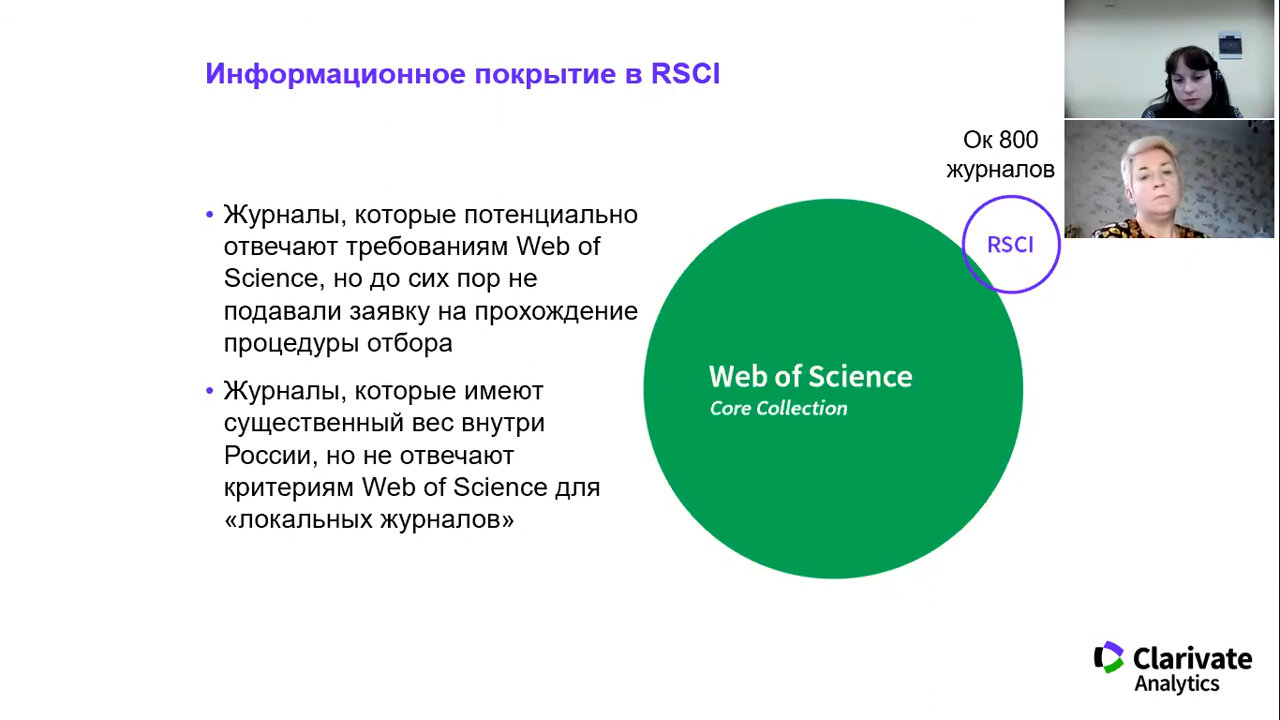 Информационное покрытие в RSCI
Ок 800
журналов
• Журналы, которые потенциально
отвечают требованиям Web of
Science, но до сих пор не
подавали заявку на прохождение
процедуры отбора
• Журналы, которые имеют
существенный вес внутри
России, но не отвечают
критериям Web of Science для
«локальных журналов»
RSCI
Web of Science
Core Collection
Clarivate
Analytics